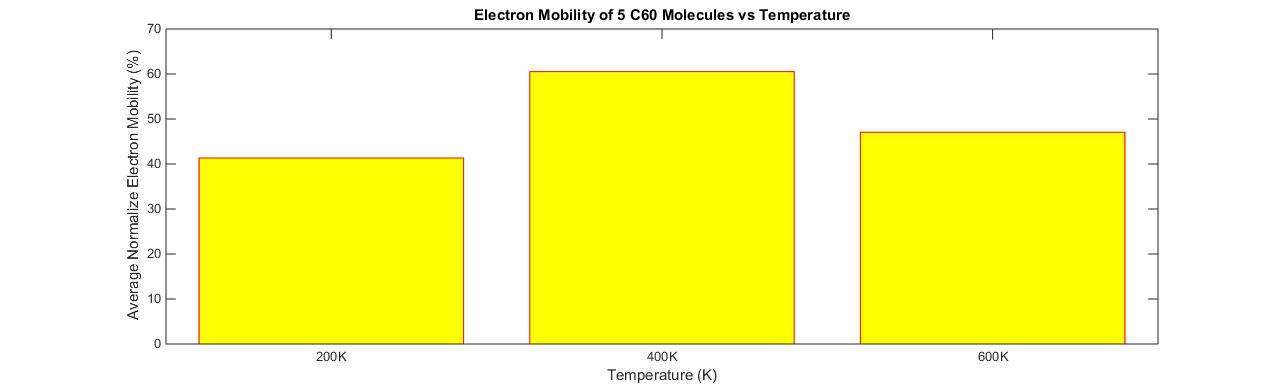 Electron Mobility of 5 C60 Molecules vs Temperature
Average Normalize Electron Mobility (%)
70
60
50
40
30
20
10
0
200K
400K
600K
Temperature (K)